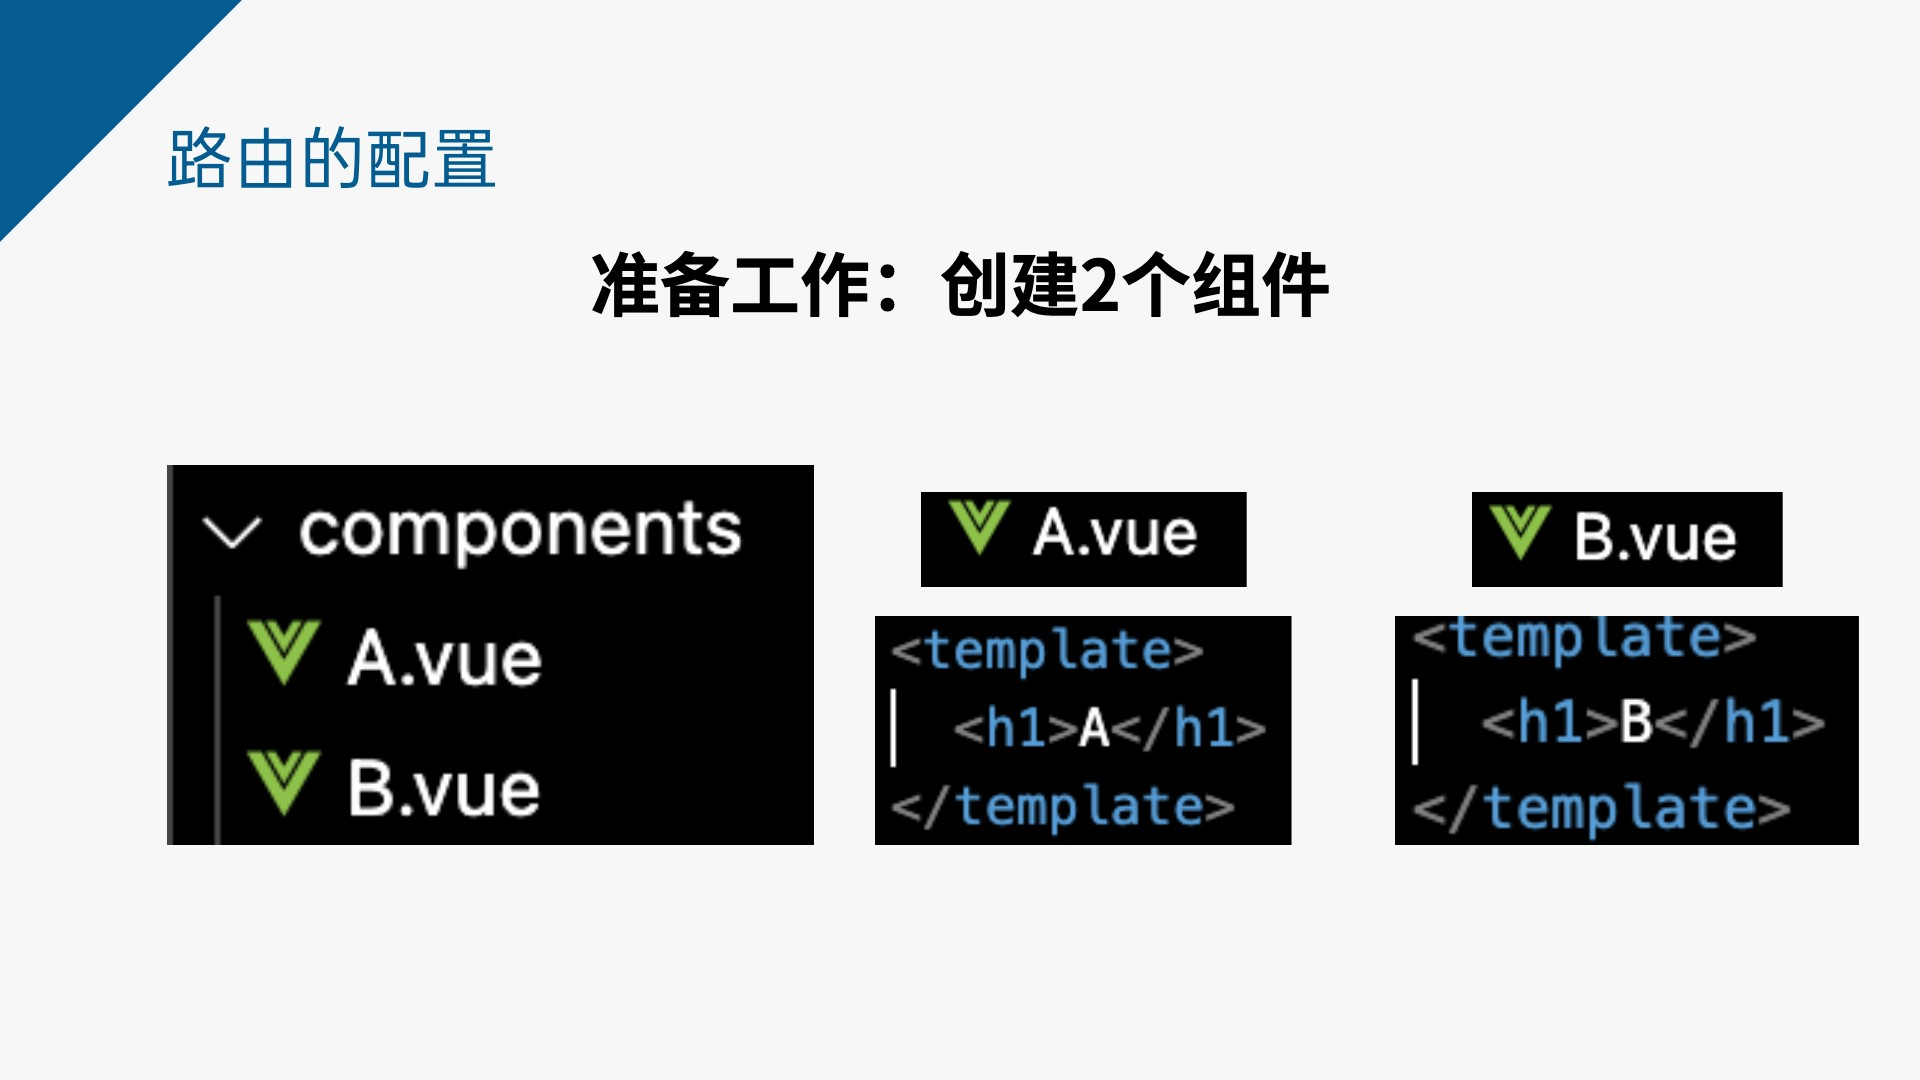 路由的配置
准备工作：创建2个组件
components
A.vue
B.vue
A.vue
<template>
<h1>A</h1>
</template>
B.vue
<template>
<h1>B</h1>
</template>